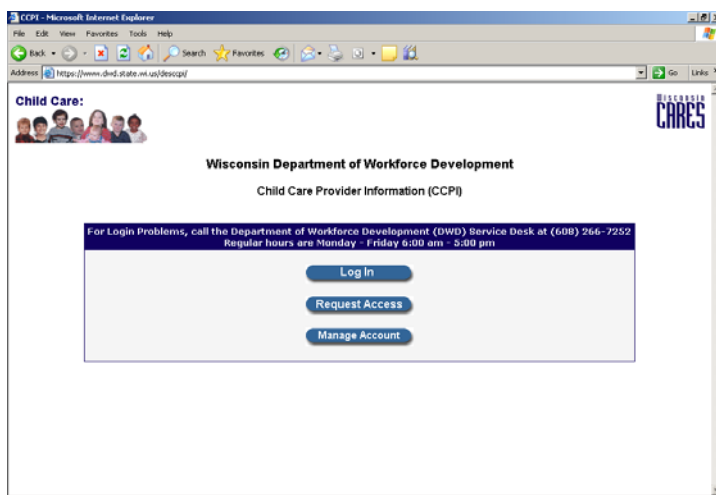 CCPI - Microsoft Internet Explorer
File Edit View Favorites Tools Help
Back Search Favorites
Address https://www.dwd.state.wi.us/desccpi/ Go Links
Child Care:
Wisconsin
CARES
Wisconsin Department of Workforce Development
Child Care Provider Information (CCPI)
For Login Problems, call the Department of Workforce Development (DWD) Service Desk at (608) 266-7252
Regular hours are Monday - Friday 6:00 am - 5:00 pm
Log In
Request Access
Manage Account